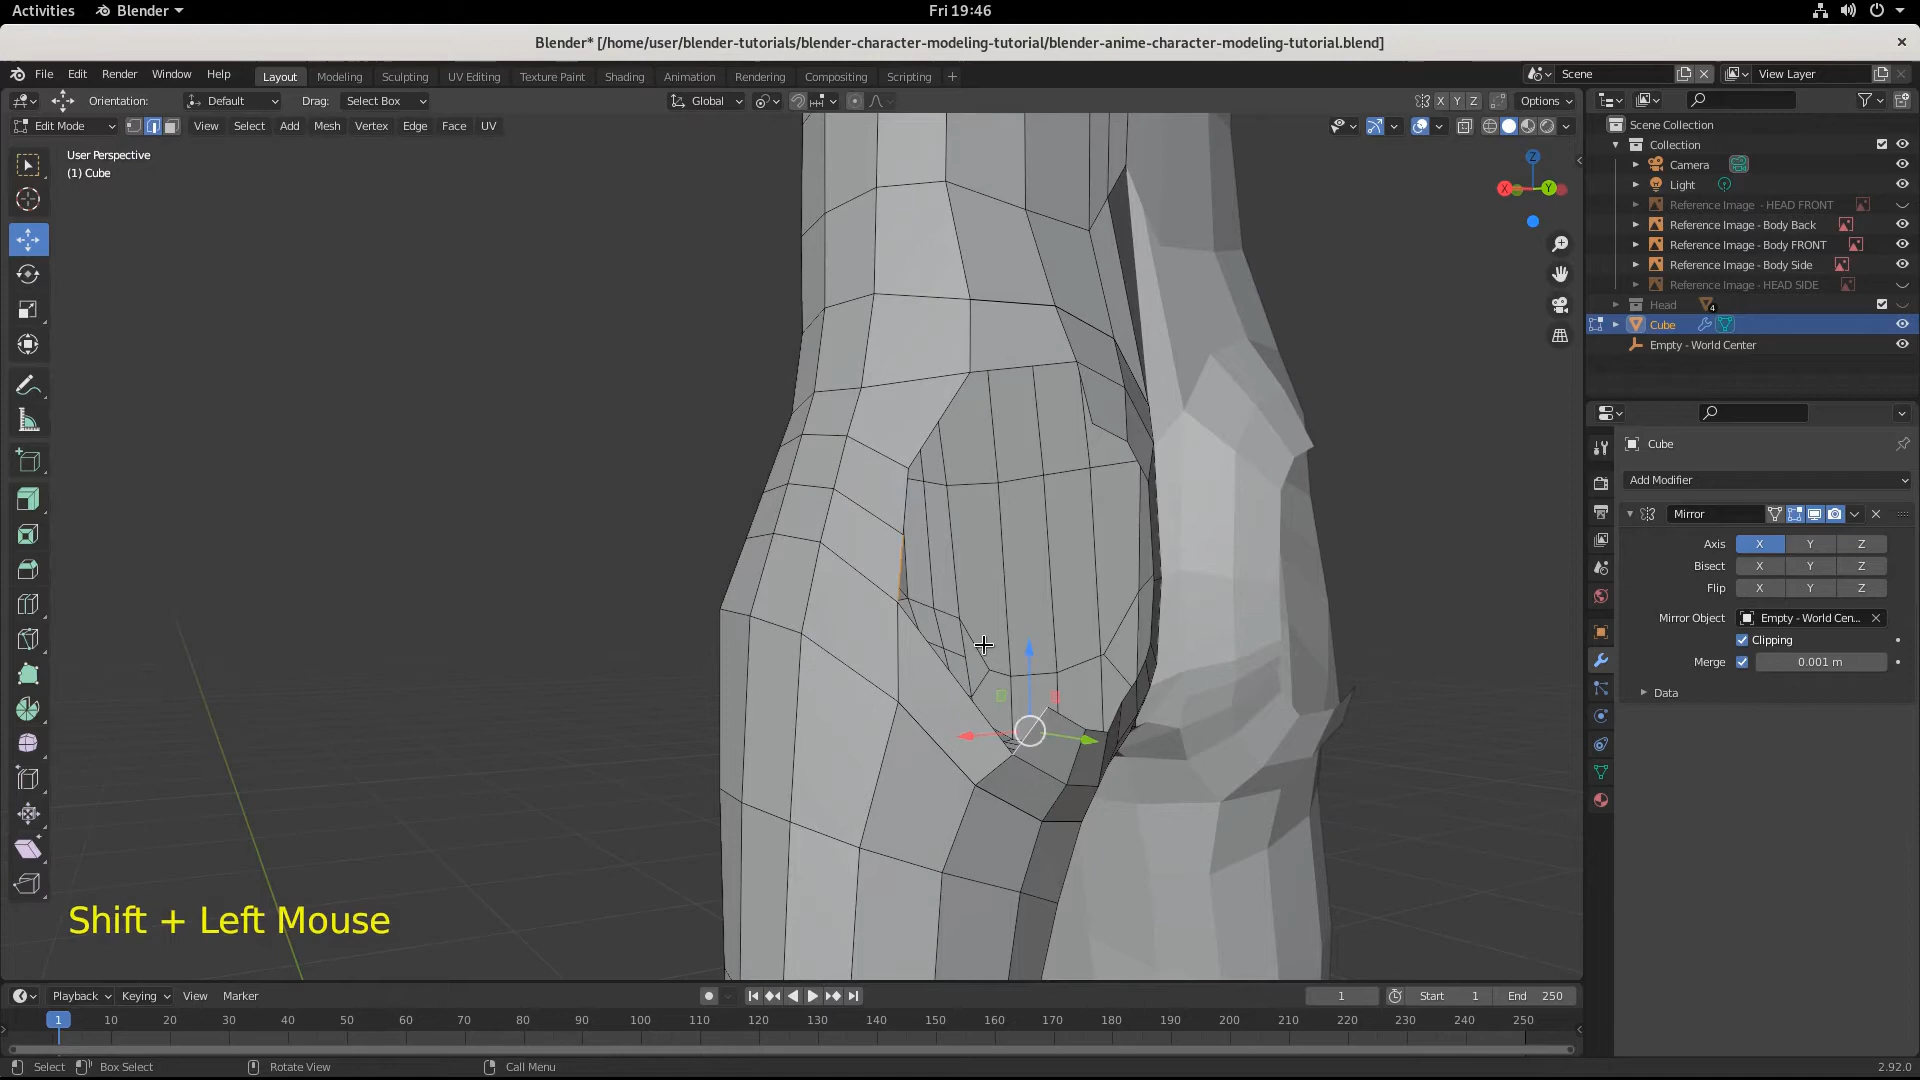 Activities
Blender
Fri 19:46
Blender* [/home/user/blender-tutorials/blender-character-modeling-tutorial/blender-anime-character-modeling-tutorial.blend]
File Edit Render Window Help
Layout Modeling Sculpting UV Editing Texture Paint Shading Animation Rendering Compositing Scripting
Scene
View Layer
Orientation: Default Drag: Select Box
Global
X Y Z Options
Edit Mode View Select Add Mesh Vertex Edge Face UV
User Perspective
(1) Cube
Z
X
Y
Scene Collection
Collection
Camera
Light
Reference Image - HEAD FRONT
Reference Image - Body Back
Reference Image - Body FRONT
Reference Image - Body Side
Reference Image - HEAD SIDE
Head 4
Cube
Empty - World Center
Cube
Add Modifier
Mirror
Axis X Y Z
Bisect X Y Z
Flip X Y Z
Mirror Object Empty - World Cen...
Clipping
Merge 0.001 m
Data
Shift + Left Mouse
Playback Keying View Marker
1 Start 1 End 250
1 10 20 30 40 50 60 70 80 90 100 110 120 130 140 150 160 170 180 190 200 210 220 230 240 250
Select Box Select Rotate View Call Menu
2.92.0